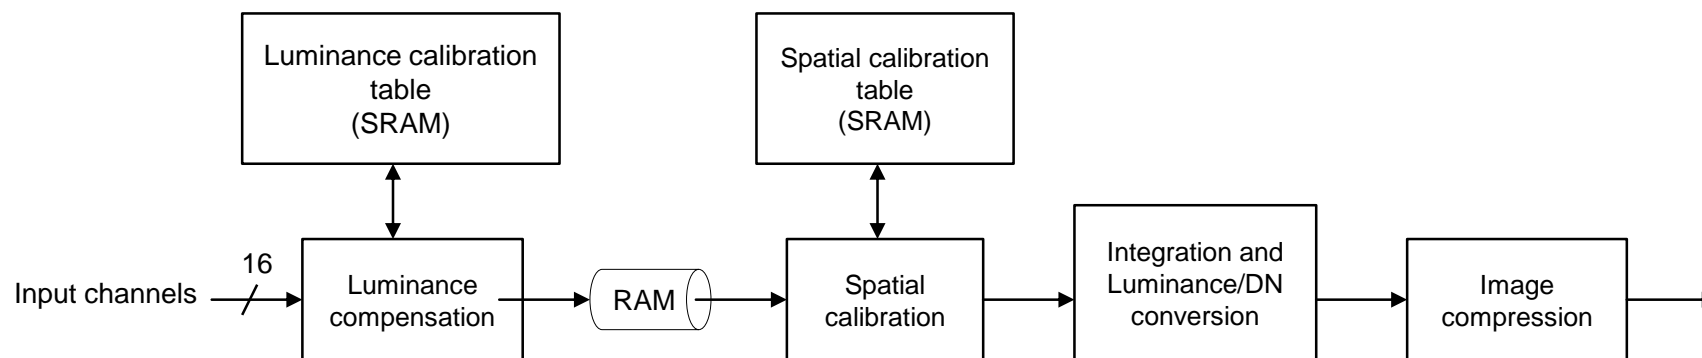 Luminance calibration
table
(SRAM)
Spatial calibration
table
(SRAM)
Input channels
16
Luminance
compensation
RAM
Spatial
calibration
Integration and
Luminance/DN
conversion
Image
compression